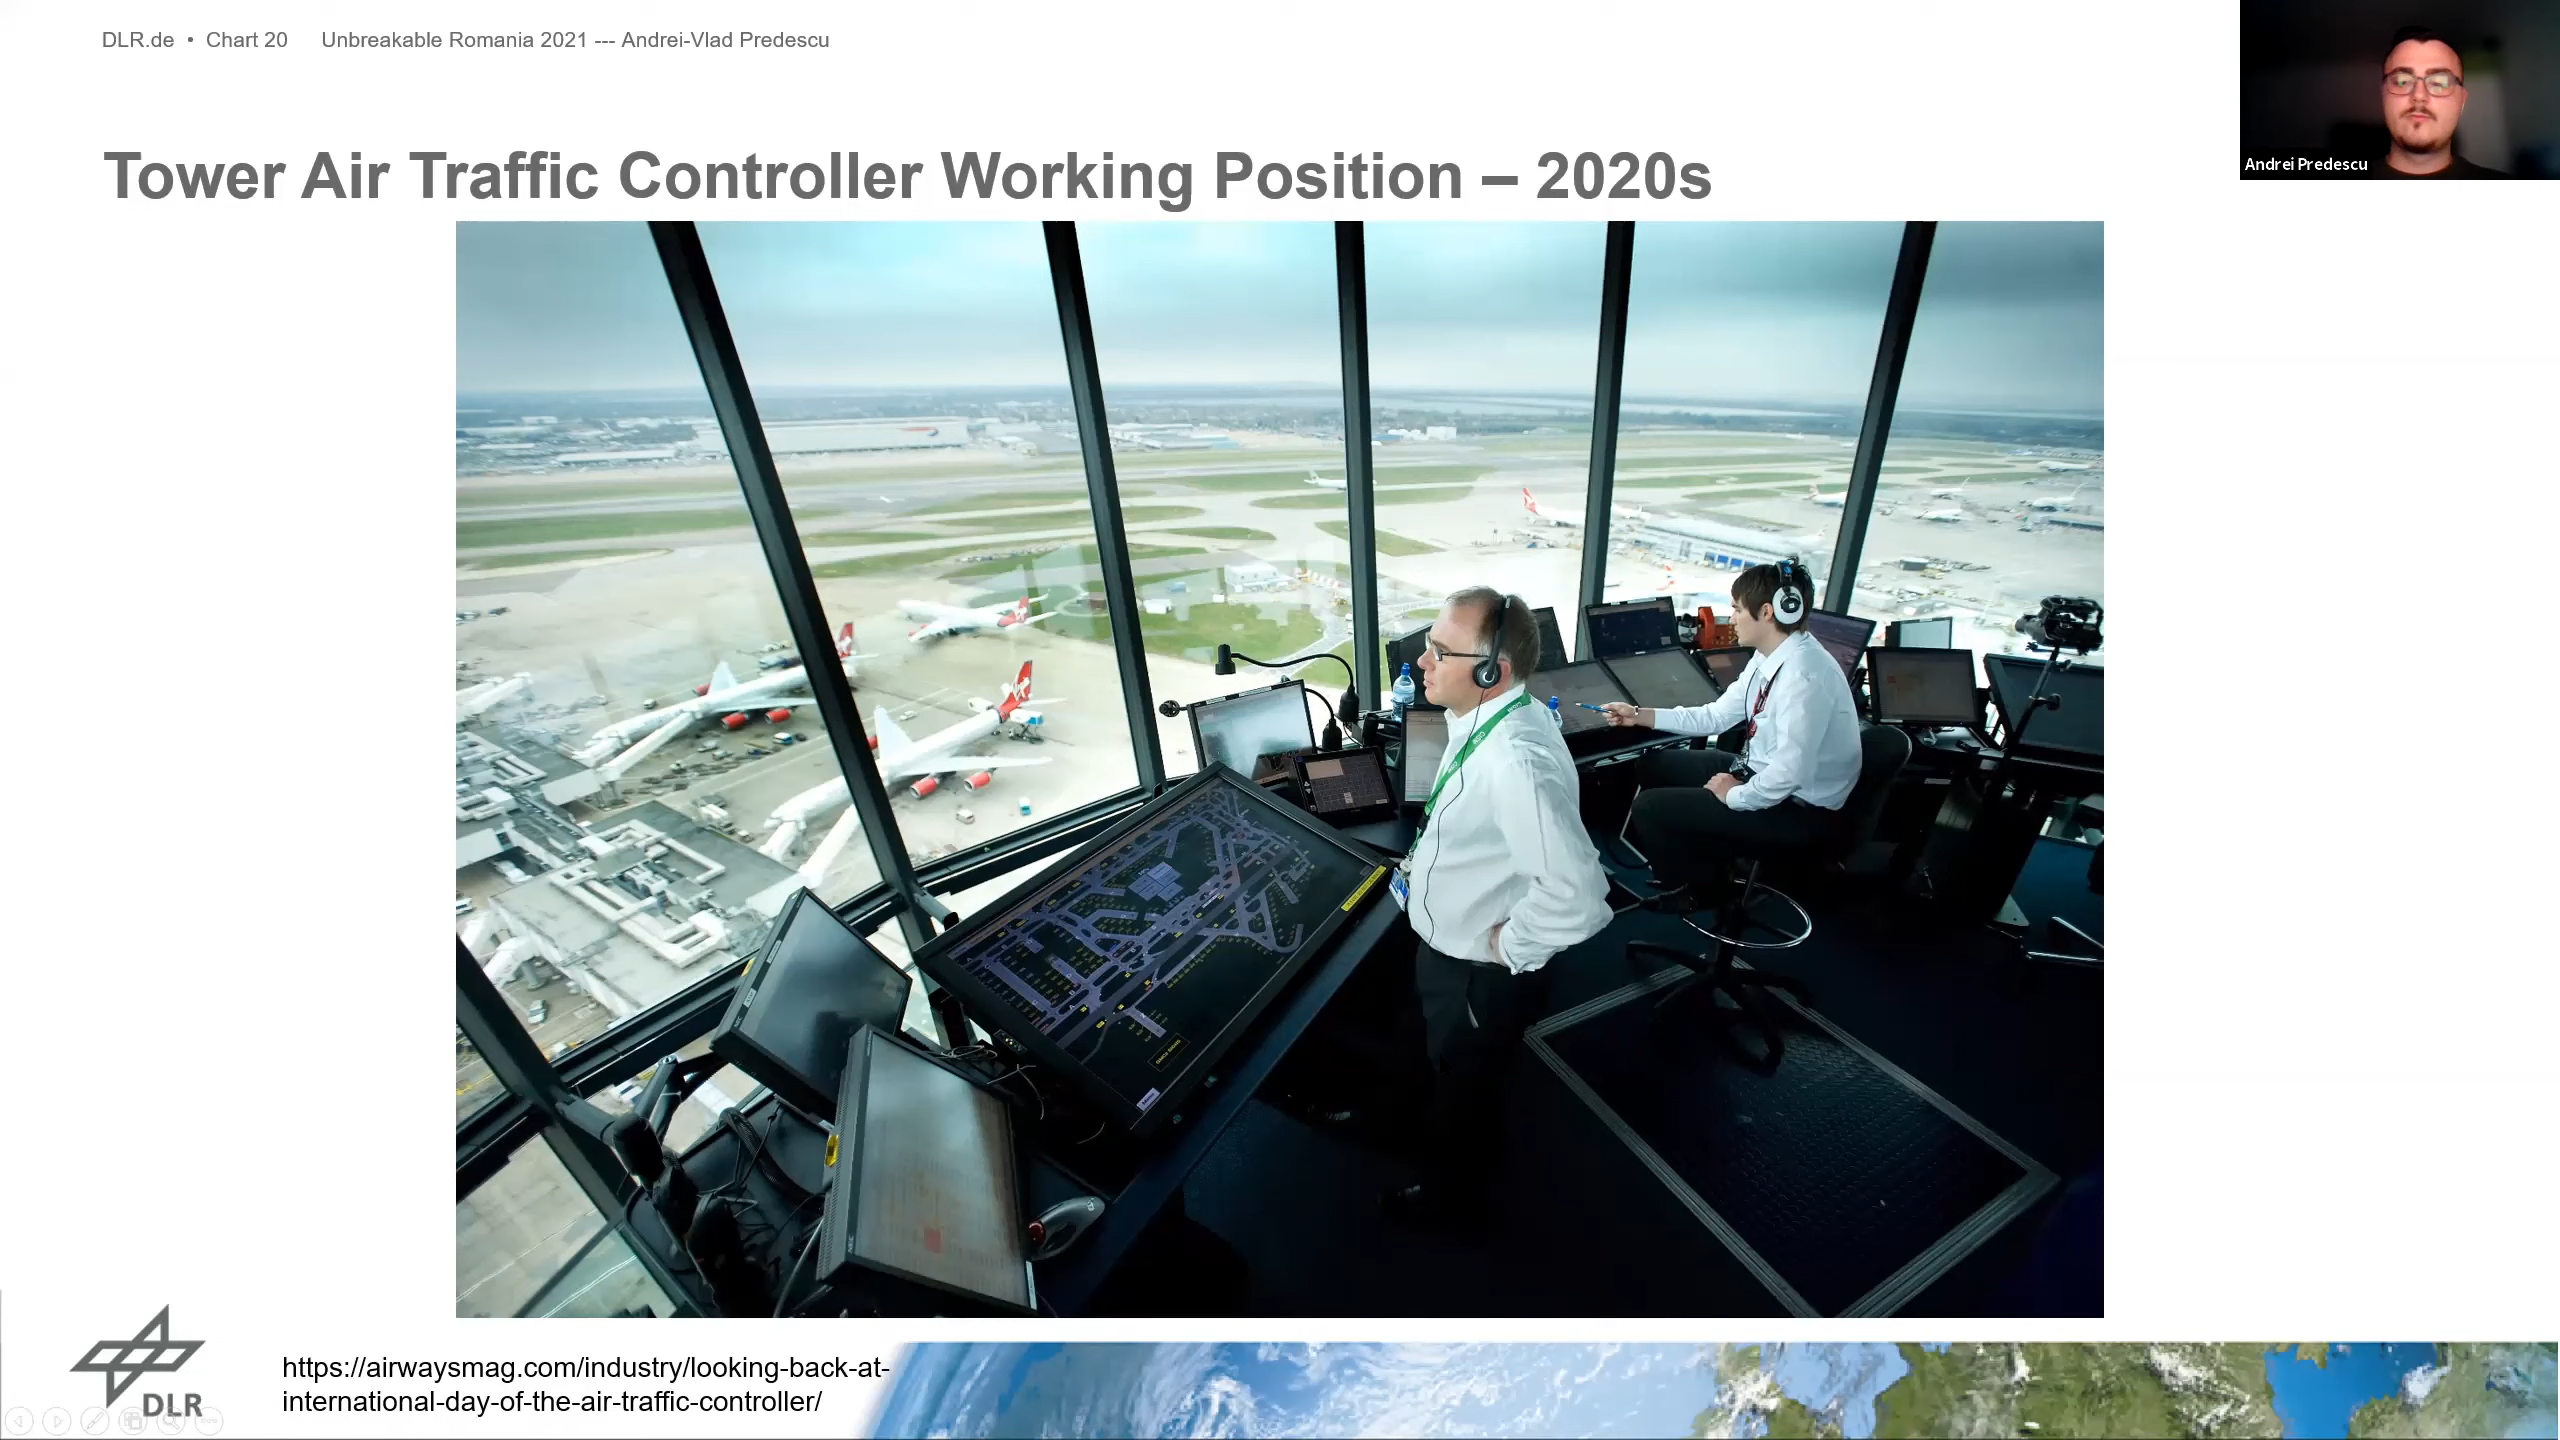 DLR.de • Chart 20 Unbreakable Romania 2021 --- Andrei-Vlad Predescu
Andrei Predescu
Tower Air Traffic Controller Working Position – 2020s
DLR
https://airwaysmag.com/industry/looking-back-at-
international-day-of-the-air-traffic-controller/